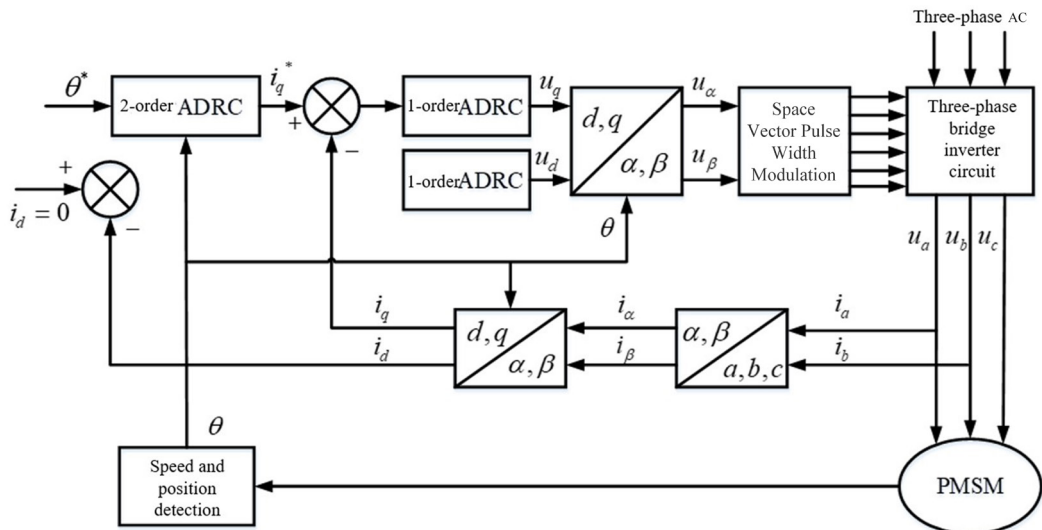 Three-phase AC
θ*
2-order ADRC
i_q*
+
−
1-orderADRC
u_q
1-orderADRC
u_d
d,q
α,β
θ
u_α
u_β
Space
Vector Pulse
Width
Modulation
Three-phase
bridge
inverter
circuit
+
i_d = 0
−
u_a u_b u_c
i_q
i_d
d,q
α,β
i_α
i_β
α,β
a,b,c
i_a
i_b
θ
Speed and
position
detection
PMSM